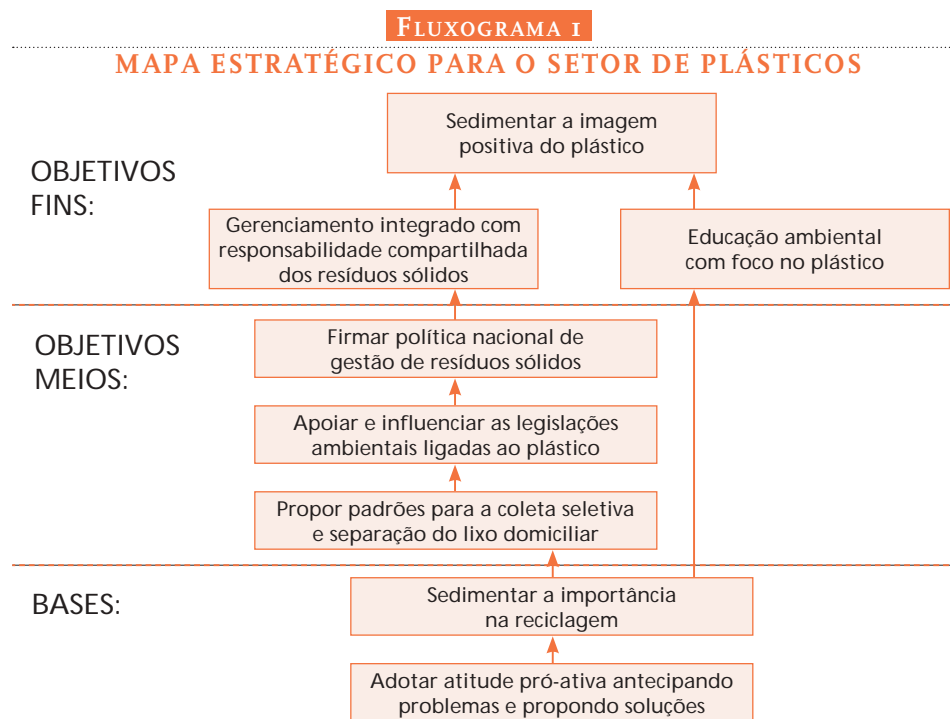 FLUXOGRAMA I
MAPA ESTRATÉGICO PARA O SETOR DE PLÁSTICOS
Sedimentar a imagem
positiva do plástico
OBJETIVOS
FINS:
Gerenciamento integrado com
responsabilidade compartilhada
dos resíduos sólidos
Educação ambiental
com foco no plástico
OBJETIVOS
MEIOS:
Firmar política nacional de
gestão de resíduos sólidos
Apoiar e influenciar as legislações
ambientais ligadas ao plástico
Propor padrões para a coleta seletiva
e separação do lixo domiciliar
BASES:
Sedimentar a importância
na reciclagem
Adotar atitude pró-ativa antecipando
problemas e propondo soluções